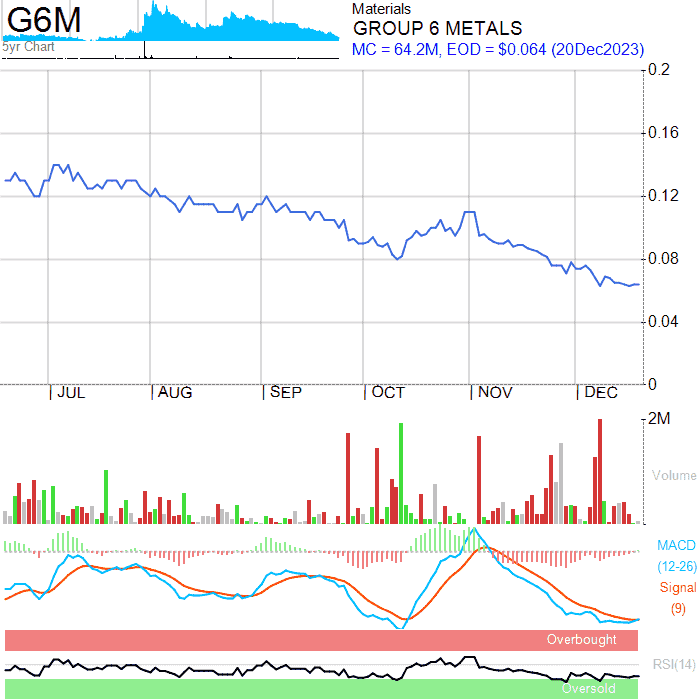 G6M
5yr Chart
Materials
GROUP 6 METALS
MC = 64.2M, EOD = $0.064 (20Dec2023)
0.2
0.16
0.12
0.08
0.04
0
JUL AUG SEP OCT NOV DEC
2M
Volume
MACD
(12-26)
Signal
(9)
Overbought
RSI(14)
Oversold